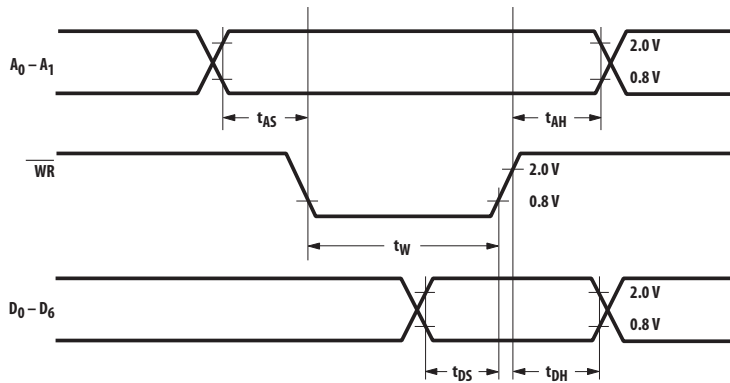 A₀ – A₁
2.0 V
0.8 V
tAS
tAH
WR
2.0 V
0.8 V
tW
D₀ – D₆
2.0 V
0.8 V
tDS
tDH